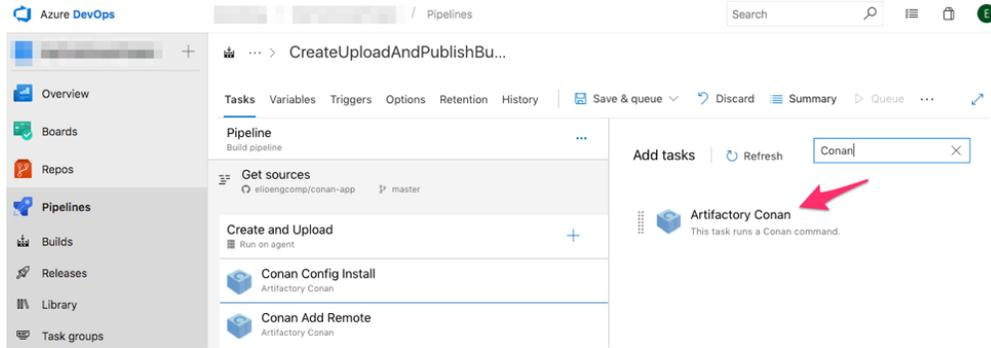 Azure DevOps
/ Pipelines
Search
E
... > CreateUploadAndPublishBu...
Overview
Boards
Repos
Pipelines
Builds
Releases
Library
Task groups
Tasks Variables Triggers Options Retention History
Save & queue
Discard
Summary
Queue
...
Pipeline
Build pipeline
...
Get sources
elioengcomp/conan-app master
Create and Upload
Run on agent
Conan Config Install
Artifactory Conan
Conan Add Remote
Artifactory Conan
Add tasks
Refresh
Conan
Artifactory Conan
This task runs a Conan command.